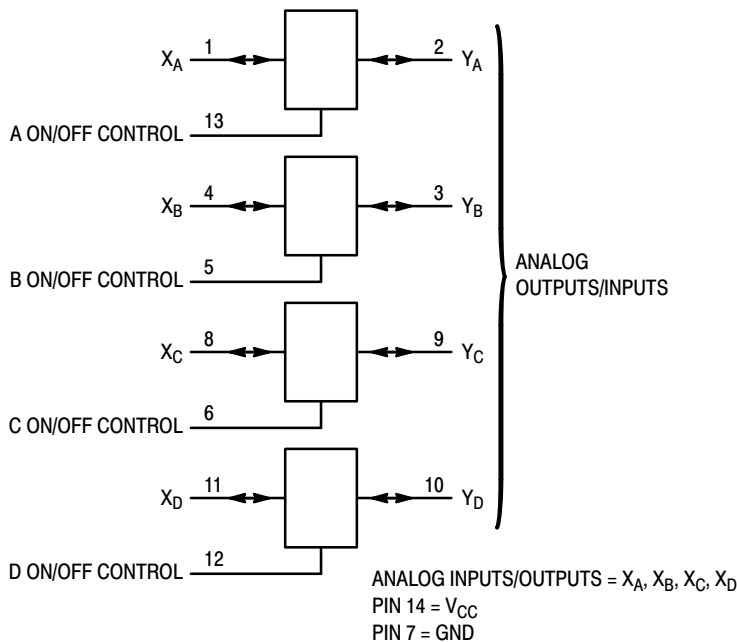 X_A 1 2 Y_A
A ON/OFF CONTROL 13
X_B 4 3 Y_B
B ON/OFF CONTROL 5
ANALOG
OUTPUTS/INPUTS
X_C 8 9 Y_C
C ON/OFF CONTROL 6
X_D 11 10 Y_D
D ON/OFF CONTROL 12
ANALOG INPUTS/OUTPUTS = X_A, X_B, X_C, X_D
PIN 14 = V_CC
PIN 7 = GND